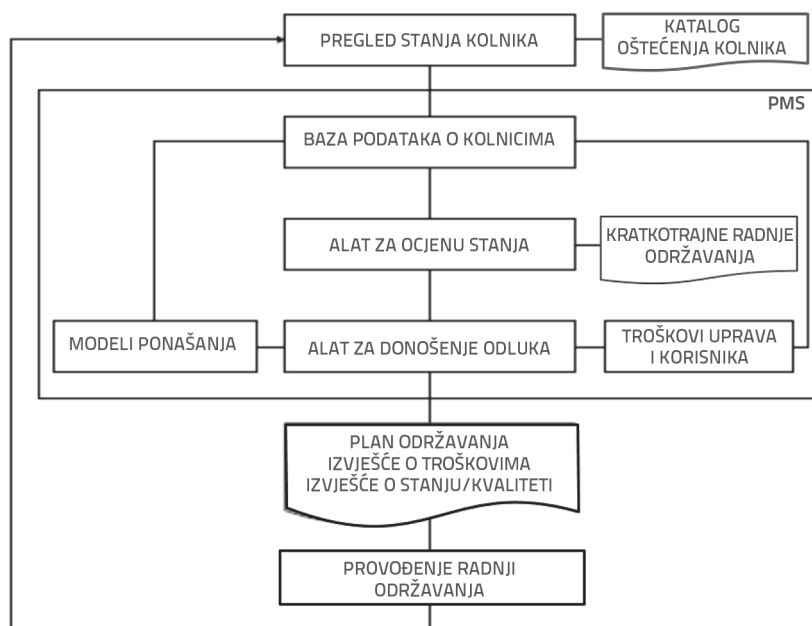 PREGLED STANJA KOLNIKA
KATALOG
OŠTEĆENJA KOLNIKA
PMS
BAZA PODATAKA O KOLNICIMA
ALAT ZA OCJENU STANJA
KRATKOTRAJNE RADNJE
ODRŽAVANJA
MODELI PONAŠANJA
ALAT ZA DONOŠENJE ODLUKA
TROŠKOVI UPRAVA
I KORISNIKA
PLAN ODRŽAVANJA
IZVJEŠĆE O TROŠKOVIMA
IZVJEŠĆE O STANJU/KVALITETI
PROVOĐENJE RADNJI
ODRŽAVANJA